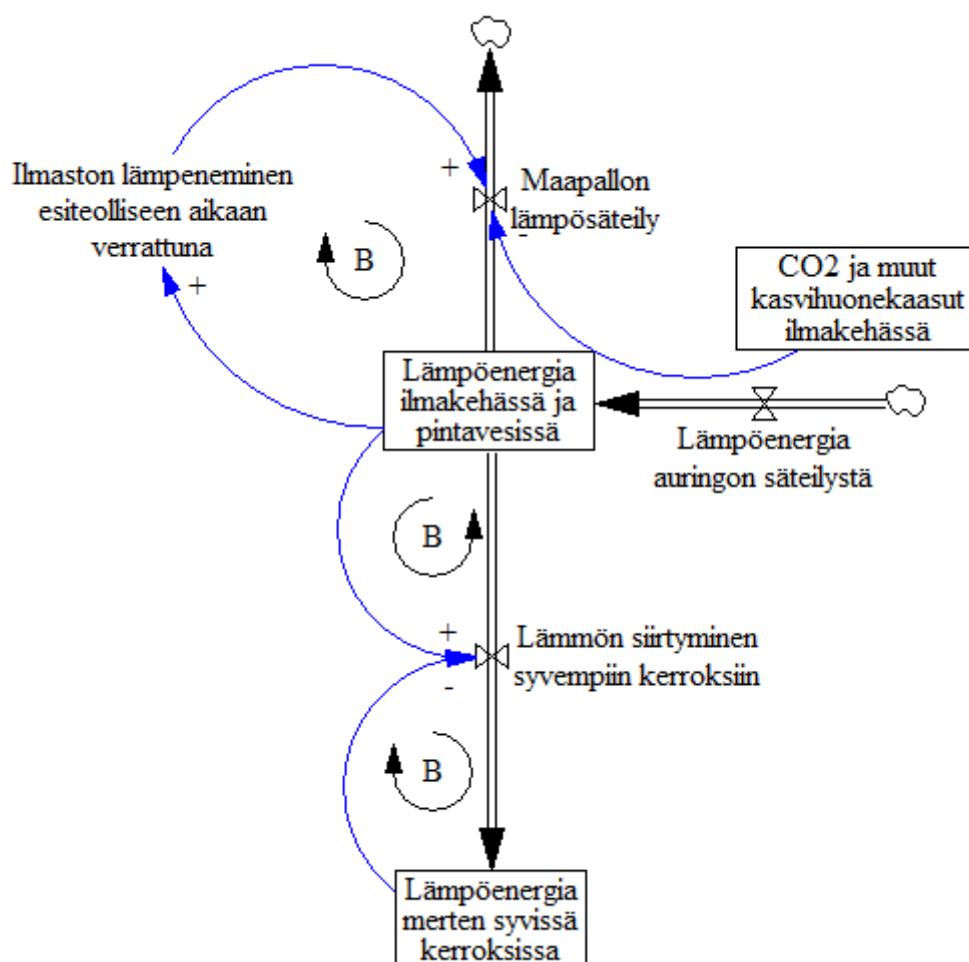 Ilmaston lämpeneminen
esiteolliseen aikaan
verrattuna
+
+
B
Maapallon
lämpösäteily
-
CO2 ja muut
kasvihuonekaasut
ilmakehässä
Lämpöenergia
ilmakehässä ja
pintavesissä
Lämpöenergia
auringon säteilystä
B
+
-
Lämmön siirtyminen
syvempiin kerroksiin
B
Lämpöenergia
merten syvissä
kerroksissa